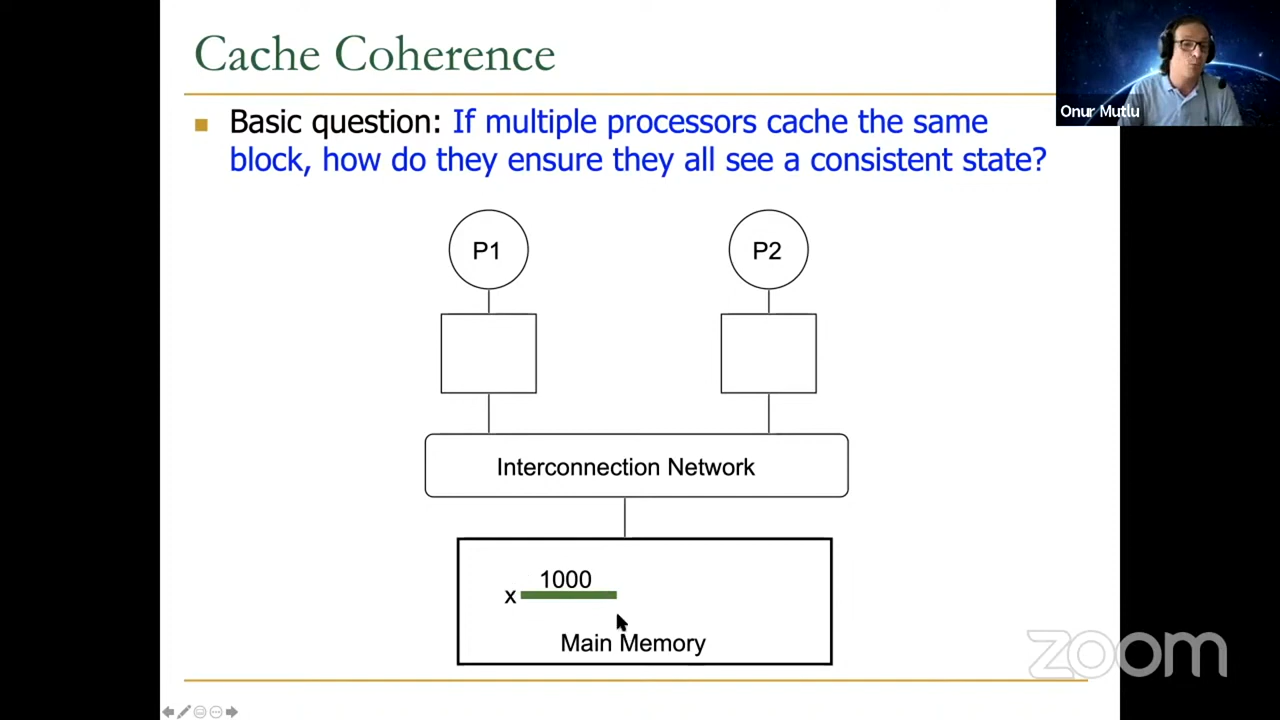 Cache Coherence
Onur Mutlu
Basic question: If multiple processors cache the same
block, how do they ensure they all see a consistent state?
P1
P2
Interconnection Network
1000
x
Main Memory
zoom